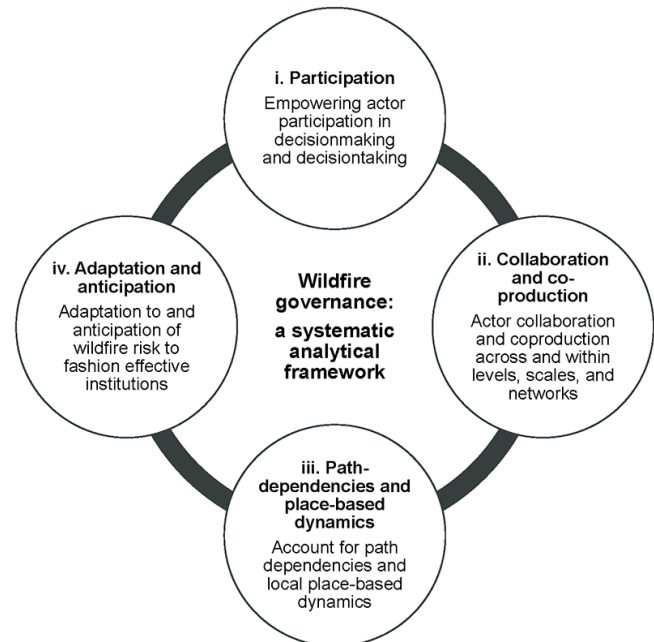 i. Participation
Empowering actor
participation in
decisionmaking
and decisiontaking
iv. Adaptation and
anticipation
Adaptation to and
anticipation of
wildfire risk to
fashion effective
institutions
Wildfire
governance:
a systematic
analytical
framework
ii. Collaboration
and co-
production
Actor collaboration
and coproduction
across and within
levels, scales, and
networks
iii. Path-
dependencies and
place-based
dynamics
Account for path
dependencies and
local place-based
dynamics